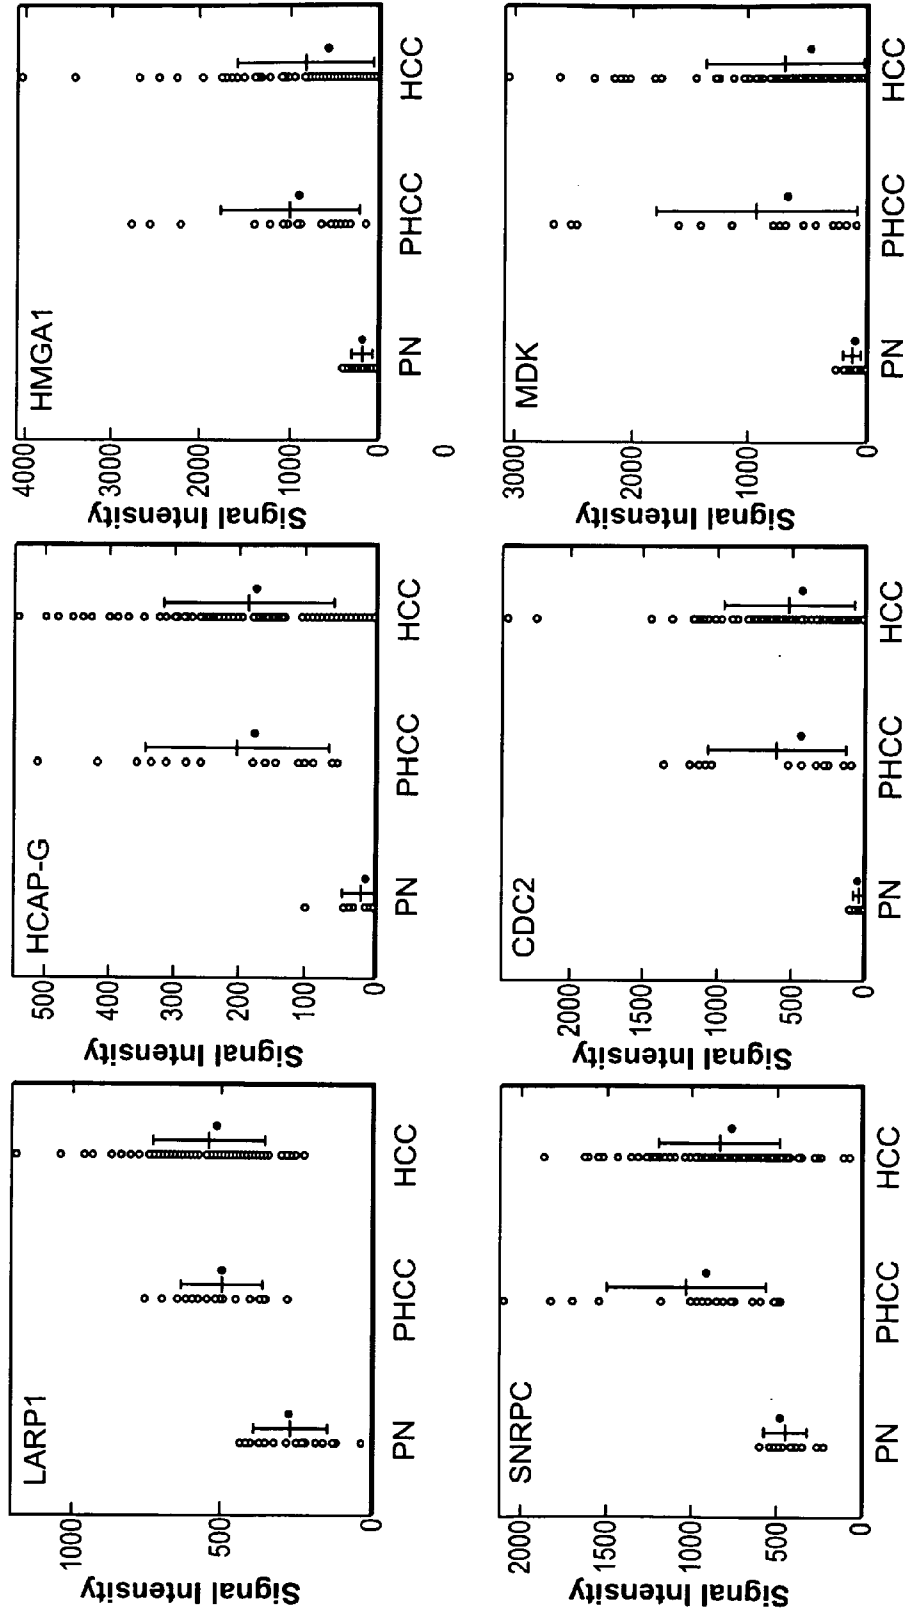 LARP1
Signal Intensity
1000
500
0
PN PHCC HCC
HCAP-G
Signal Intensity
500
400
300
200
100
0
PN PHCC HCC
HMGA1
Signal Intensity
4000
3000
2000
1000
0
0
PN PHCC HCC
SNRPC
Signal Intensity
2000
1500
1000
500
0
PN PHCC HCC
CDC2
Signal Intensity
2000
1500
1000
500
0
PN PHCC HCC
MDK
Signal Intensity
3000
2000
1000
0
PN PHCC HCC